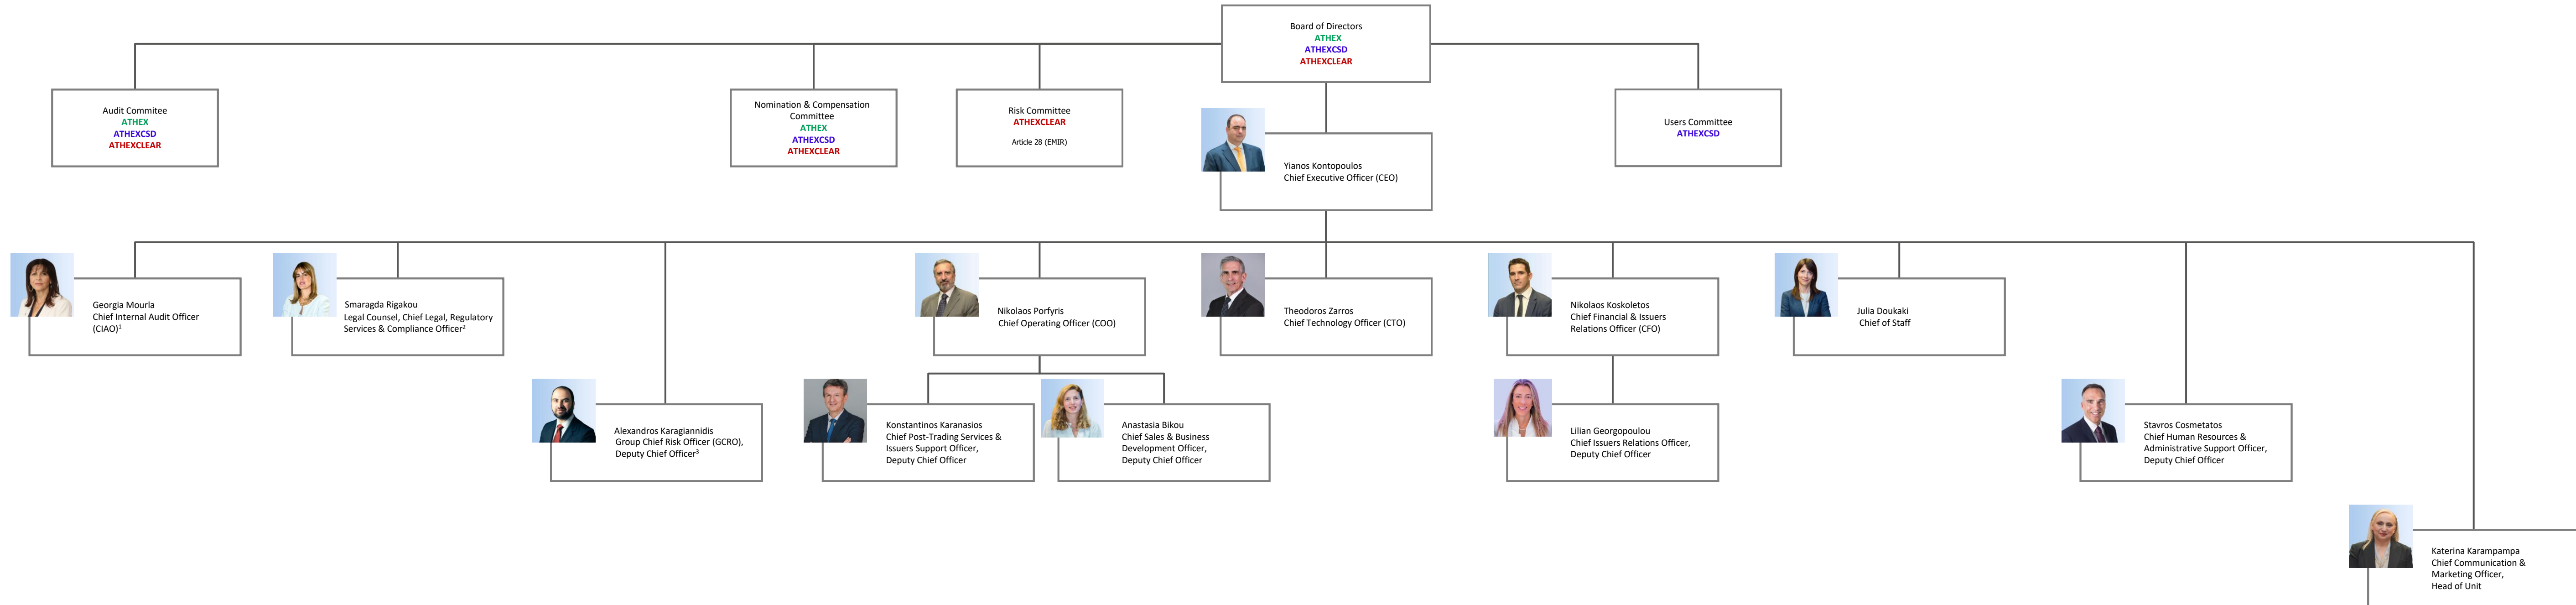 Board of Directors
ATHEX
ATHEXCSD
ATHEXCLEAR
Audit Commitee
ATHEX
ATHEXCSD
ATHEXCLEAR
Nomination & Compensation
Committee
ATHEX
ATHEXCSD
ATHEXCLEAR
Risk Committee
ATHEXCLEAR
Article 28 (EMIR)
Users Committee
ATHEXCSD
Yianos Kontopoulos
Chief Executive Officer (CEO)
Georgia Mourla
Chief Internal Audit Officer
(CIAO)¹
Smaragda Rigakou
Legal Counsel, Chief Legal, Regulatory
Services & Compliance Officer²
Nikolaos Porfyris
Chief Operating Officer (COO)
Theodoros Zarros
Chief Technology Officer (CTO)
Nikolaos Koskoletos
Chief Financial & Issuers
Relations Officer (CFO)
Julia Doukaki
Chief of Staff
Alexandros Karagiannidis
Group Chief Risk Officer (GCRO),
Deputy Chief Officer³
Konstantinos Karanasios
Chief Post-Trading Services &
Issuers Support Officer,
Deputy Chief Officer
Anastasia Bikou
Chief Sales & Business
Development Officer,
Deputy Chief Officer
Lilian Georgopoulou
Chief Issuers Relations Officer,
Deputy Chief Officer
Stavros Cosmetatos
Chief Human Resources &
Administrative Support Officer,
Deputy Chief Officer
Katerina Karampampa
Chief Communication &
Marketing Officer,
Head of Unit